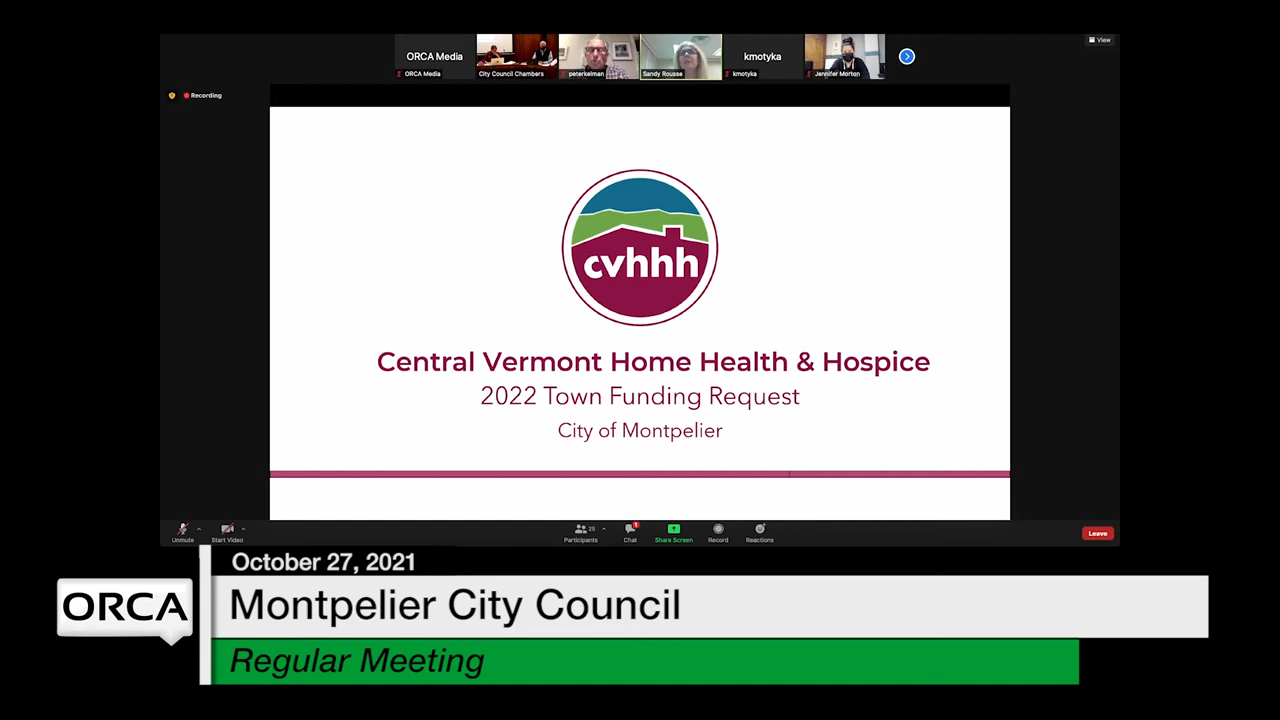 View
ORCA Media
kmotyka
ORCA Media
City Council Chambers
peterkelman
Sandy Rousse
kmotyka
Jennifer Morton
Recording
cvhhh
Central Vermont Home Health & Hospice
2022 Town Funding Request
City of Montpelier
Unmute
Start Video
25
Participants
1
Chat
Share Screen
Record
Reactions
Leave
October 27, 2021
ORCA
Montpelier City Council
Regular Meeting